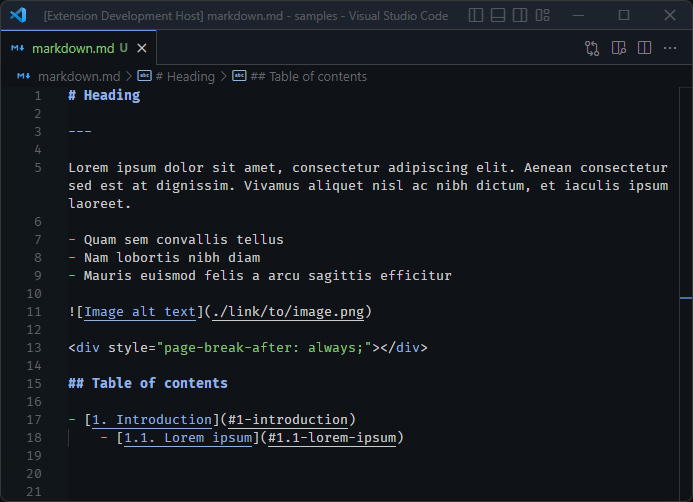 [Extension Development Host] markdown.md - samples - Visual Studio Code
markdown.md U
markdown.md > # Heading > ## Table of contents
1 # Heading
2
3 ---
4
5 Lorem ipsum dolor sit amet, consectetur adipiscing elit. Aenean consectetur
sed est at dignissim. Vivamus aliquet nisl ac nibh dictum, et iaculis ipsum
laoreet.
6
7 - Quam sem convallis tellus
8 - Nam lobortis nibh diam
9 - Mauris euismod felis a arcu sagittis efficitur
10
11 ![Image alt text](./link/to/image.png)
12
13 <div style="page-break-after: always;"></div>
14
15 ## Table of contents
16
17 - [1. Introduction](#1-introduction)
18     - [1.1. Lorem ipsum](#1.1-lorem-ipsum)
19
20
21